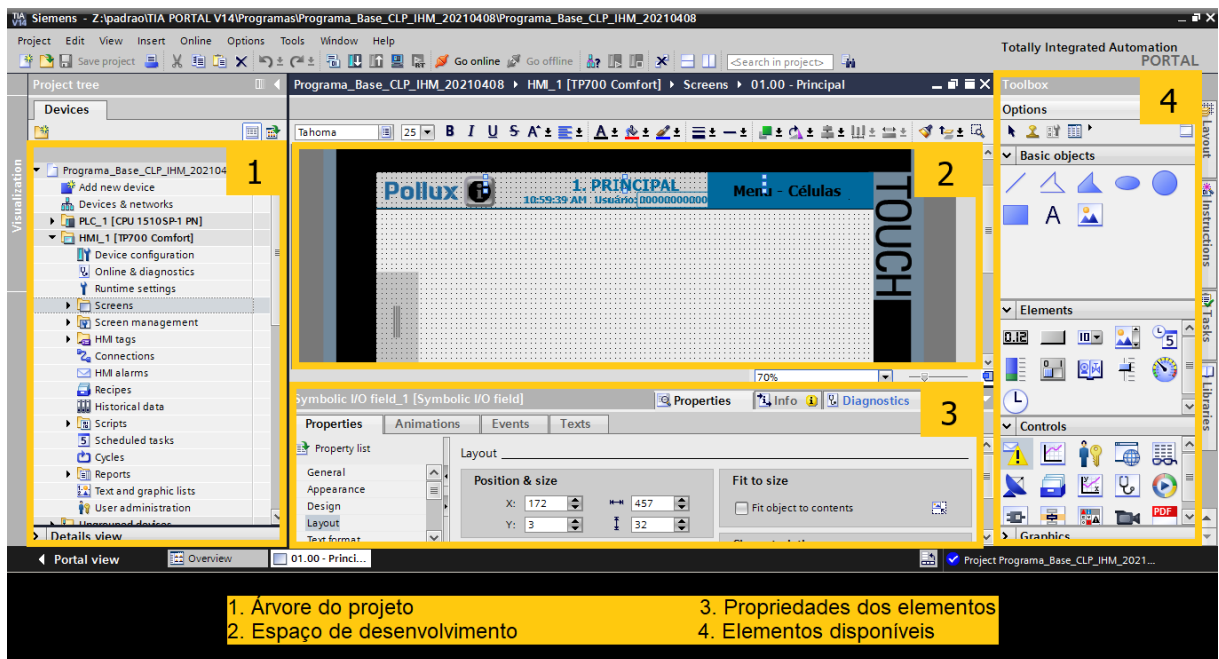 TIA V14 Siemens - Z:\padrao\TIA PORTAL V14\Programas\Programa_Base_CLP_IHM_20210408\Programa_Base_CLP_IHM_20210408
Project Edit View Insert Online Options Tools Window Help
Totally Integrated Automation
PORTAL
Save project Go online Go offline <Search in project>
Project tree
Programa_Base_CLP_IHM_20210408 HMI_1 [TP700 Comfort] Screens 01.00 - Principal
Toolbox
Devices
Options
4
Tahoma 25 B I U S A
Visualization
1
Programa_Base_CLP_IHM_202104
Add new device
Devices & networks
PLC_1 [CPU 1510SP-1 PN]
HMI_1 [TP700 Comfort]
Device configuration
Online & diagnostics
Runtime settings
Screens
Screen management
HMI tags
Connections
HMI alarms
Recipes
Historical data
Scripts
Scheduled tasks
Cycles
Reports
Text and graphic lists
User administration
Details view
2
Pollux
1. PRINCIPAL
10:59:39 AM Usuário: 00000000000
Menu - Células
TOUCH
70%
Symbolic I/O field_1 [Symbolic I/O field]
Properties Info Diagnostics
3
Properties Animations Events Texts
Property list
General
Appearance
Design
Layout
Text format
Layout
Position & size
X: 172 457
Y: 3 32
Fit to size
Fit object to contents
Basic objects
A
Elements
0.12
10
5
Controls
PDF
Graphics
Layout
Instructions
Tasks
Libraries
Portal view Overview 01.00 - Princi...
Project Programa_Base_CLP_IHM_2021...
1. Árvore do projeto
2. Espaço de desenvolvimento
3. Propriedades dos elementos
4. Elementos disponíveis